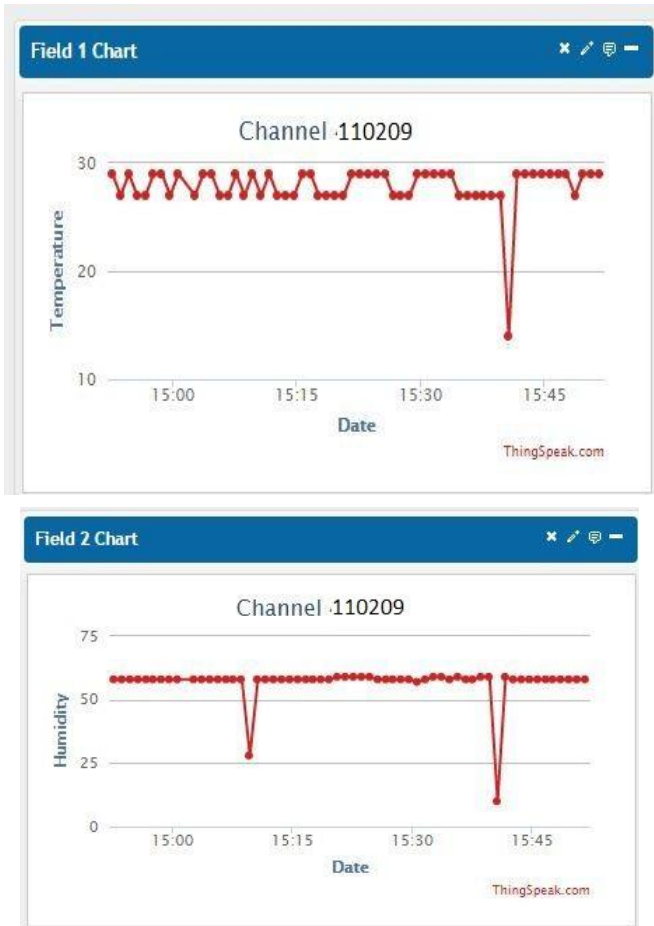 Field 1 Chart
Channel 110209
30
20
10
Temperature
15:00 15:15 15:30 15:45
Date
ThingSpeak.com
Field 2 Chart
Channel 110209
75
50
25
0
Humidity
15:00 15:15 15:30 15:45
Date
ThingSpeak.com